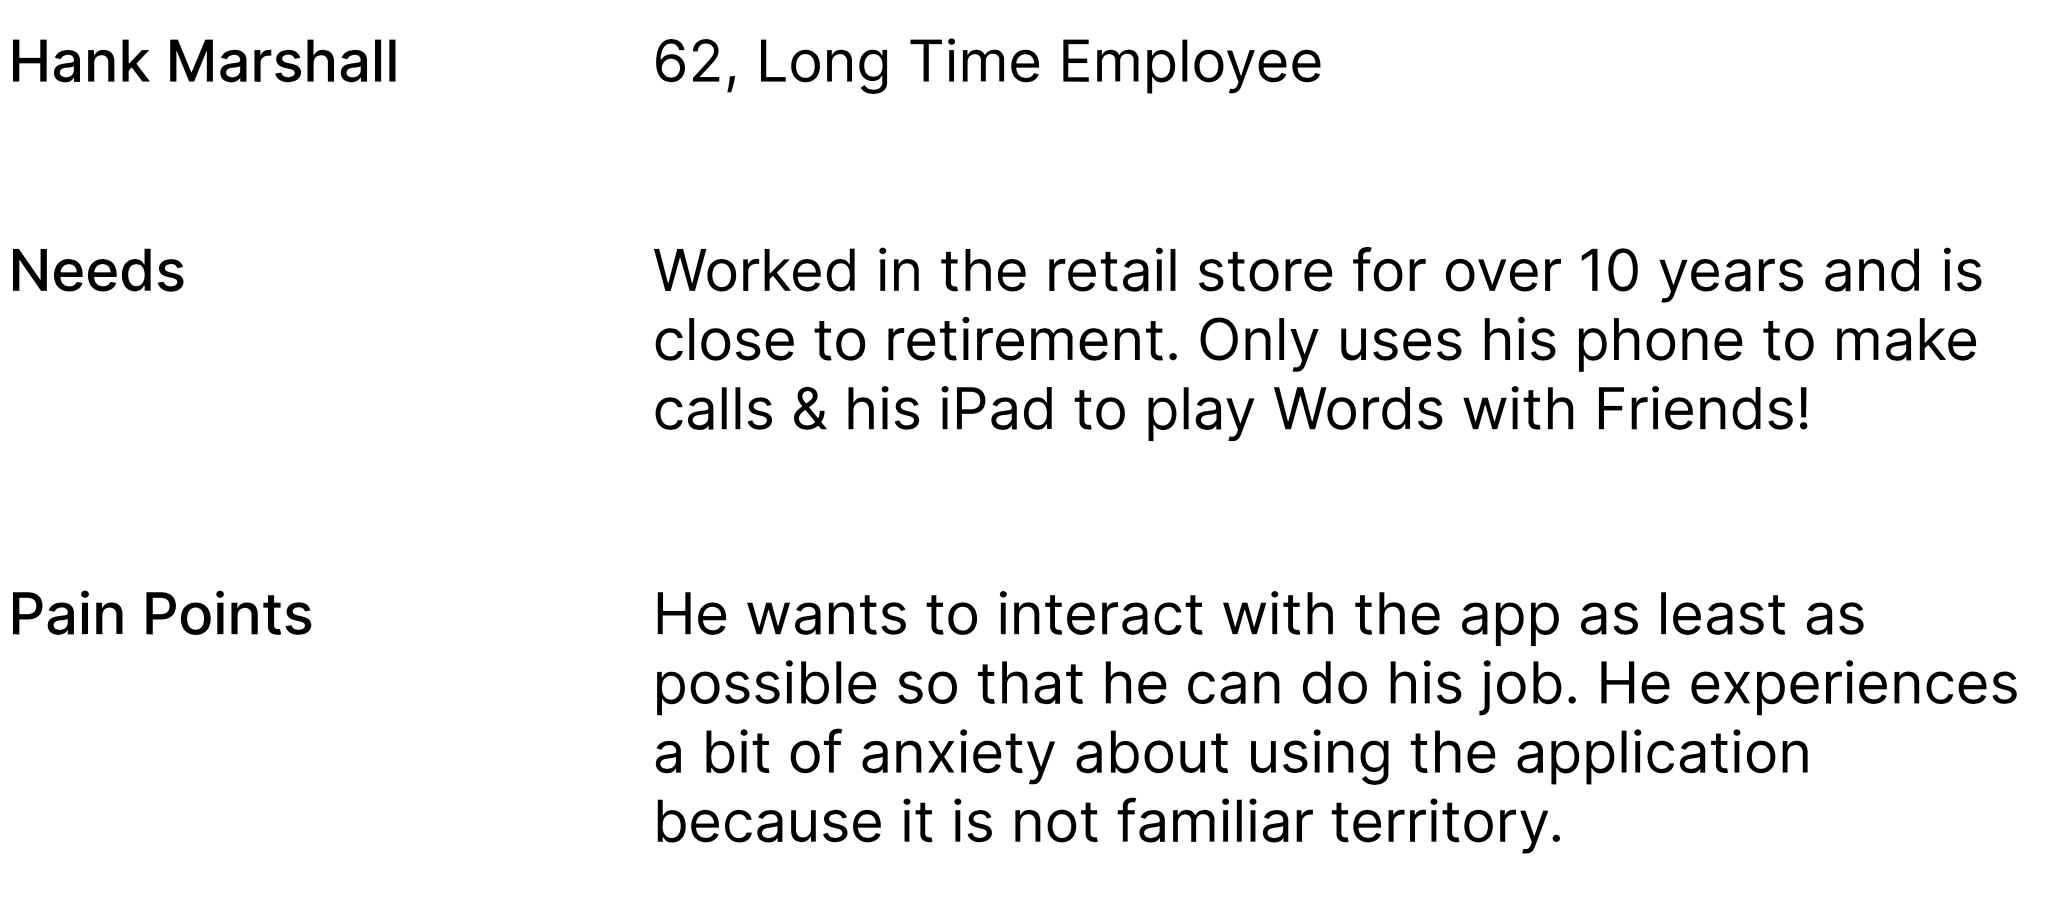 Hank Marshall
62, Long Time Employee
Needs
Worked in the retail store for over 10 years and is
close to retirement. Only uses his phone to make
calls & his iPad to play Words with Friends!
Pain Points
He wants to interact with the app as least as
possible so that he can do his job. He experiences
a bit of anxiety about using the application
because it is not familiar territory.